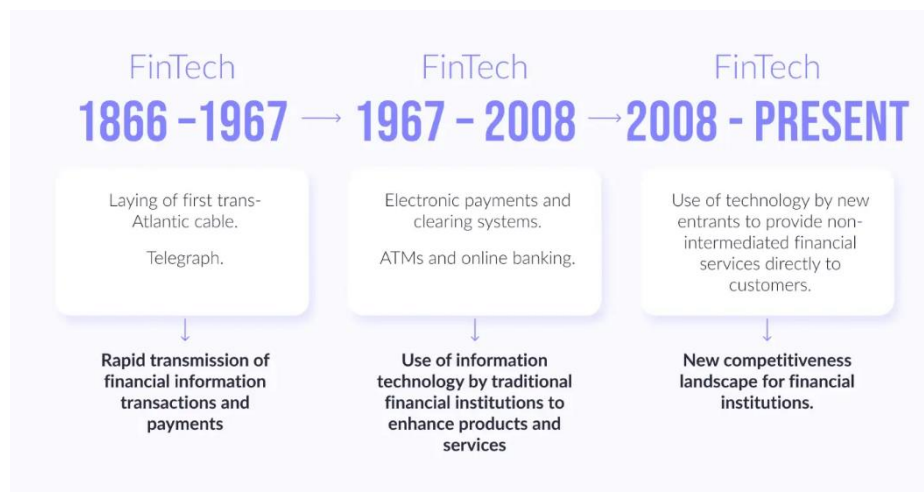 FinTech
1866 –1967
Laying of first trans-
Atlantic cable.
Telegraph.
Rapid transmission of
financial information
transactions and
payments
FinTech
1967 – 2008
Electronic payments and
clearing systems.
ATMs and online banking.
Use of information
technology by traditional
financial institutions to
enhance products and
services
FinTech
2008 - PRESENT
Use of technology by new
entrants to provide non-
intermediated financial
services directly to
customers.
New competitiveness
landscape for financial
institutions.